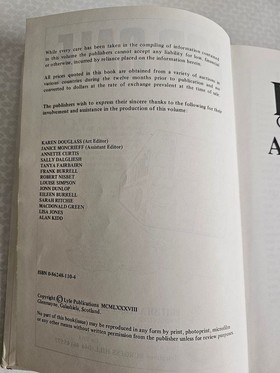 While every care has been taken in the compiling of information contained
in this volume the publishers cannot accept any liability for loss, financial
or otherwise, incurred by reliance placed on the information herein.
All prices quoted in this book are obtained from a variety of auctions in
various countries during the twelve months prior to publication and are
converted to dollars at the rate of exchange prevalent at the time of sale.
The publishers wish to express their sincere thanks to the following for their
involvement and assistance in the production of this volume:
KAREN DOUGLASS (Art Editor)
JANICE MONCRIEFF (Assistant Editor)
ANNETTE CURTIS
SALLY DALGLIESH
TANYA FAIRBAIRN
FRANK BURRELL
ROBERT NISBET
LOUISE SIMPSON
JONN DUNLOP
EILEEN BURRELL
SARAH RITCHIE
MACDONALD GREEN
LISA JONES
ALAN KIDD
ISBN 0-86248-110-6
Copyright © Lyle Publications MCMLXXXVIII
Glenmayne, Galashiels, Scotland.
No part of this book(issue) may be reproduced in any form by print, photoprint, microfilm
or any other means without written permission from the publisher unless for review purposes.
A